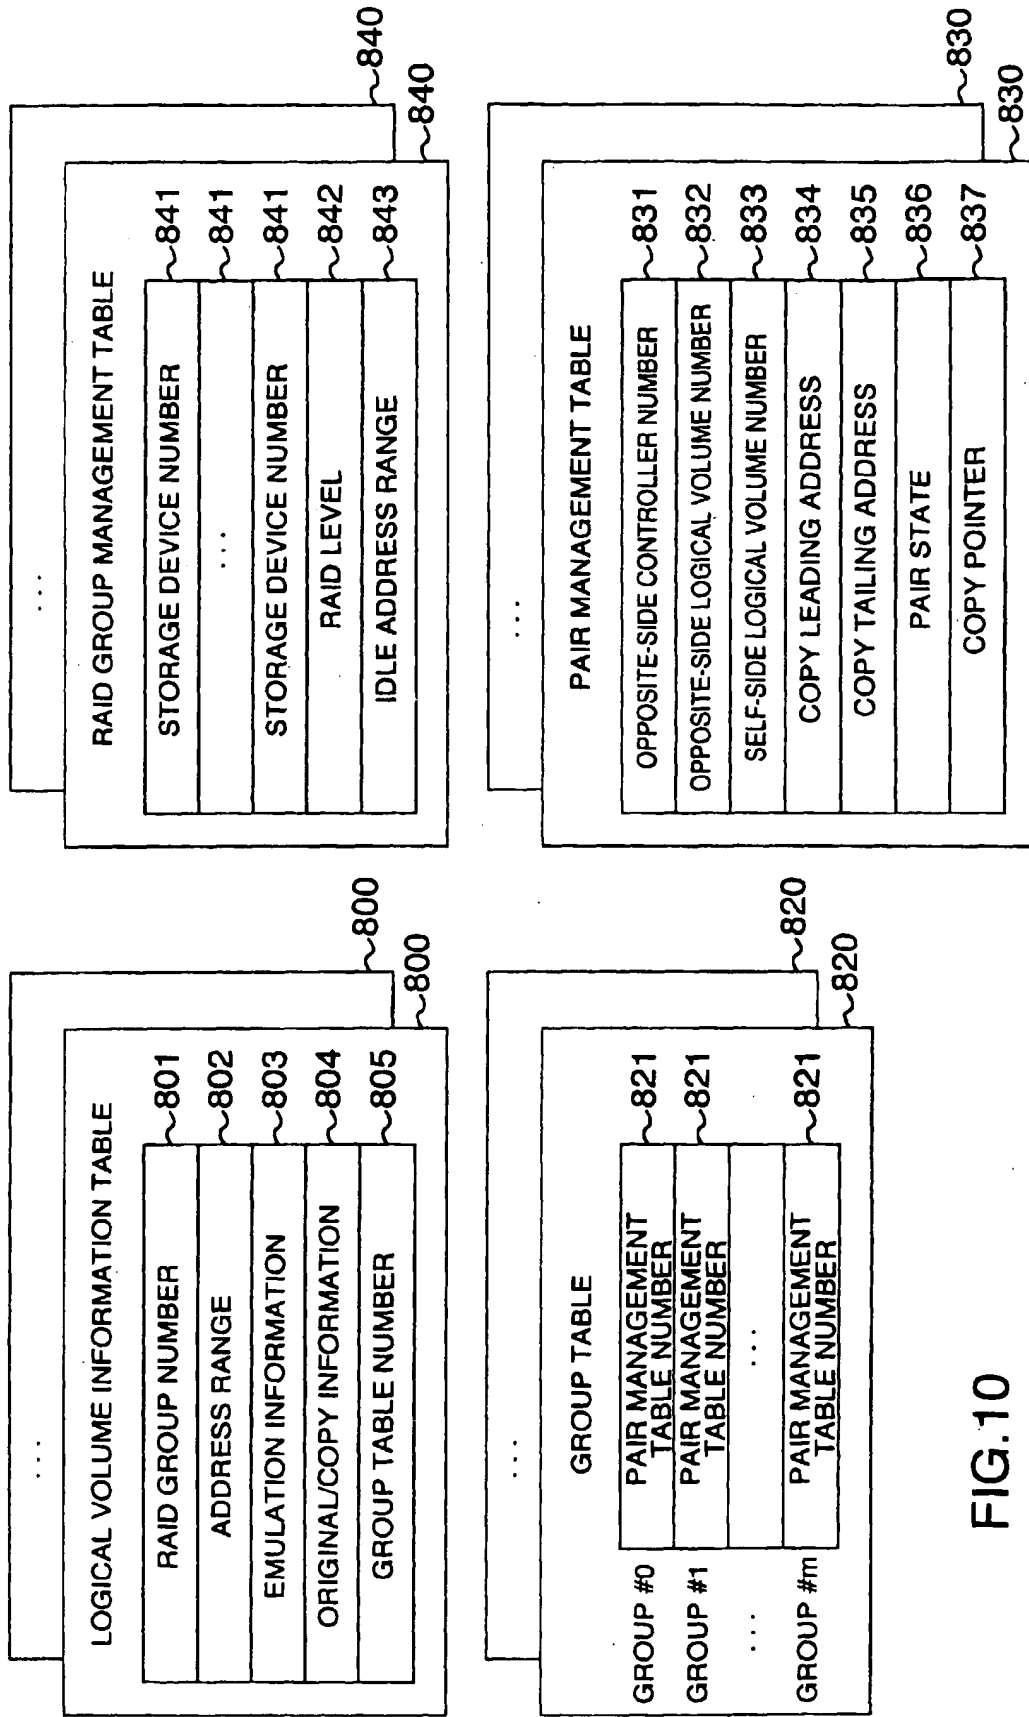 ...
LOGICAL VOLUME INFORMATION TABLE
RAID GROUP NUMBER 801
ADDRESS RANGE 802
EMULATION INFORMATION 803
ORIGINAL/COPY INFORMATION 804
GROUP TABLE NUMBER 805
800
800
...
RAID GROUP MANAGEMENT TABLE
STORAGE DEVICE NUMBER 841
... 841
STORAGE DEVICE NUMBER 841
RAID LEVEL 842
IDLE ADDRESS RANGE 843
840
840
...
GROUP TABLE
GROUP #0 PAIR MANAGEMENT
TABLE NUMBER 821
GROUP #1 PAIR MANAGEMENT
TABLE NUMBER 821
... ...
GROUP #m PAIR MANAGEMENT
TABLE NUMBER 821
820
820
...
PAIR MANAGEMENT TABLE
OPPOSITE-SIDE CONTROLLER NUMBER 831
OPPOSITE-SIDE LOGICAL VOLUME NUMBER 832
SELF-SIDE LOGICAL VOLUME NUMBER 833
COPY LEADING ADDRESS 834
COPY TAILING ADDRESS 835
PAIR STATE 836
COPY POINTER 837
830
830
FIG.10